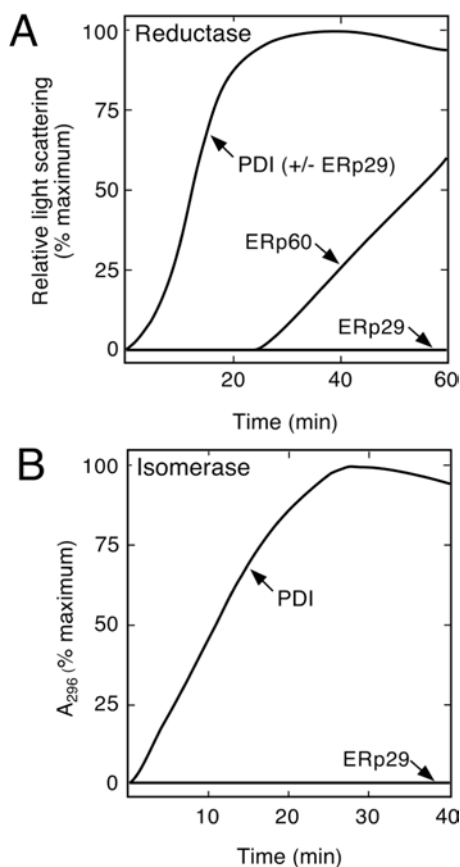 A
Reductase
Relative light scattering
(% maximum)
100
75
50
25
0
PDI (+/- ERp29)
ERp60
ERp29
20
40
60
Time (min)
B
Isomerase
A296 (% maximum)
100
75
50
25
0
PDI
ERp29
10
20
30
40
Time (min)